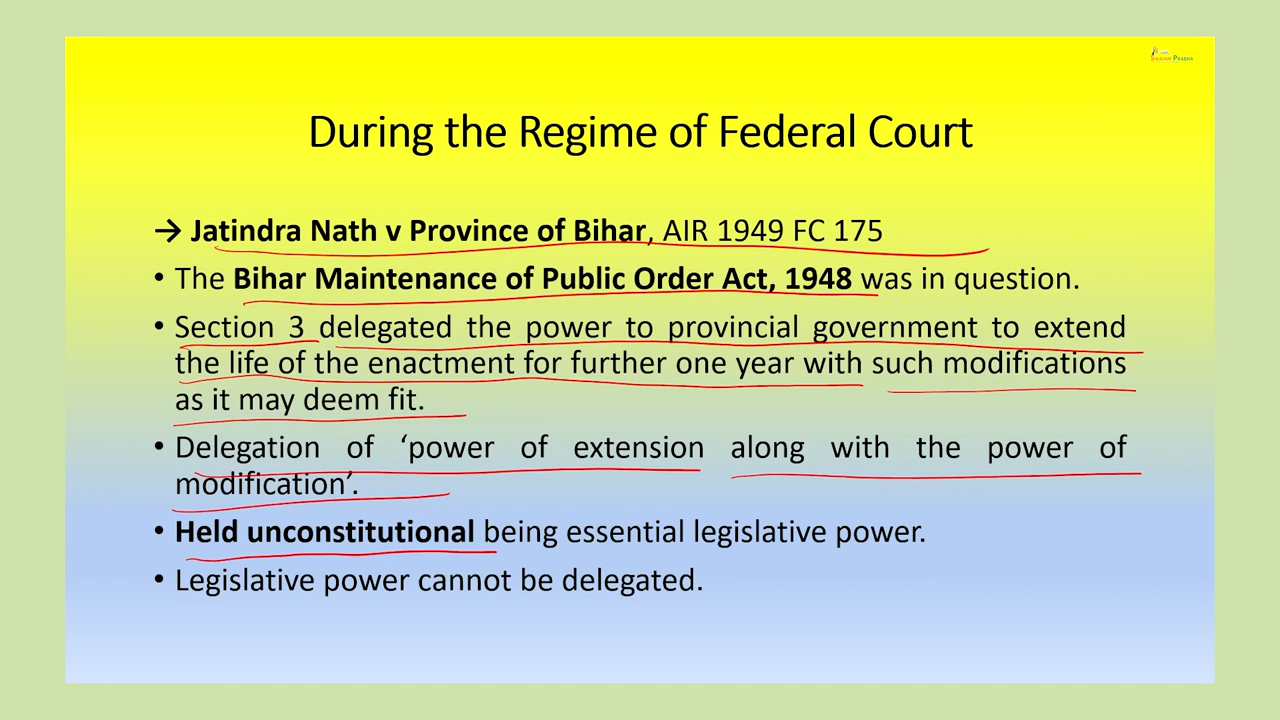 SWAYAM PRABHA
During the Regime of Federal Court
→ Jatindra Nath v Province of Bihar, AIR 1949 FC 175
• The Bihar Maintenance of Public Order Act, 1948 was in question.
• Section 3 delegated the power to provincial government to extend
the life of the enactment for further one year with such modifications
as it may deem fit.
• Delegation of ‘power of extension along with the power of
modification’.
• Held unconstitutional being essential legislative power.
• Legislative power cannot be delegated.